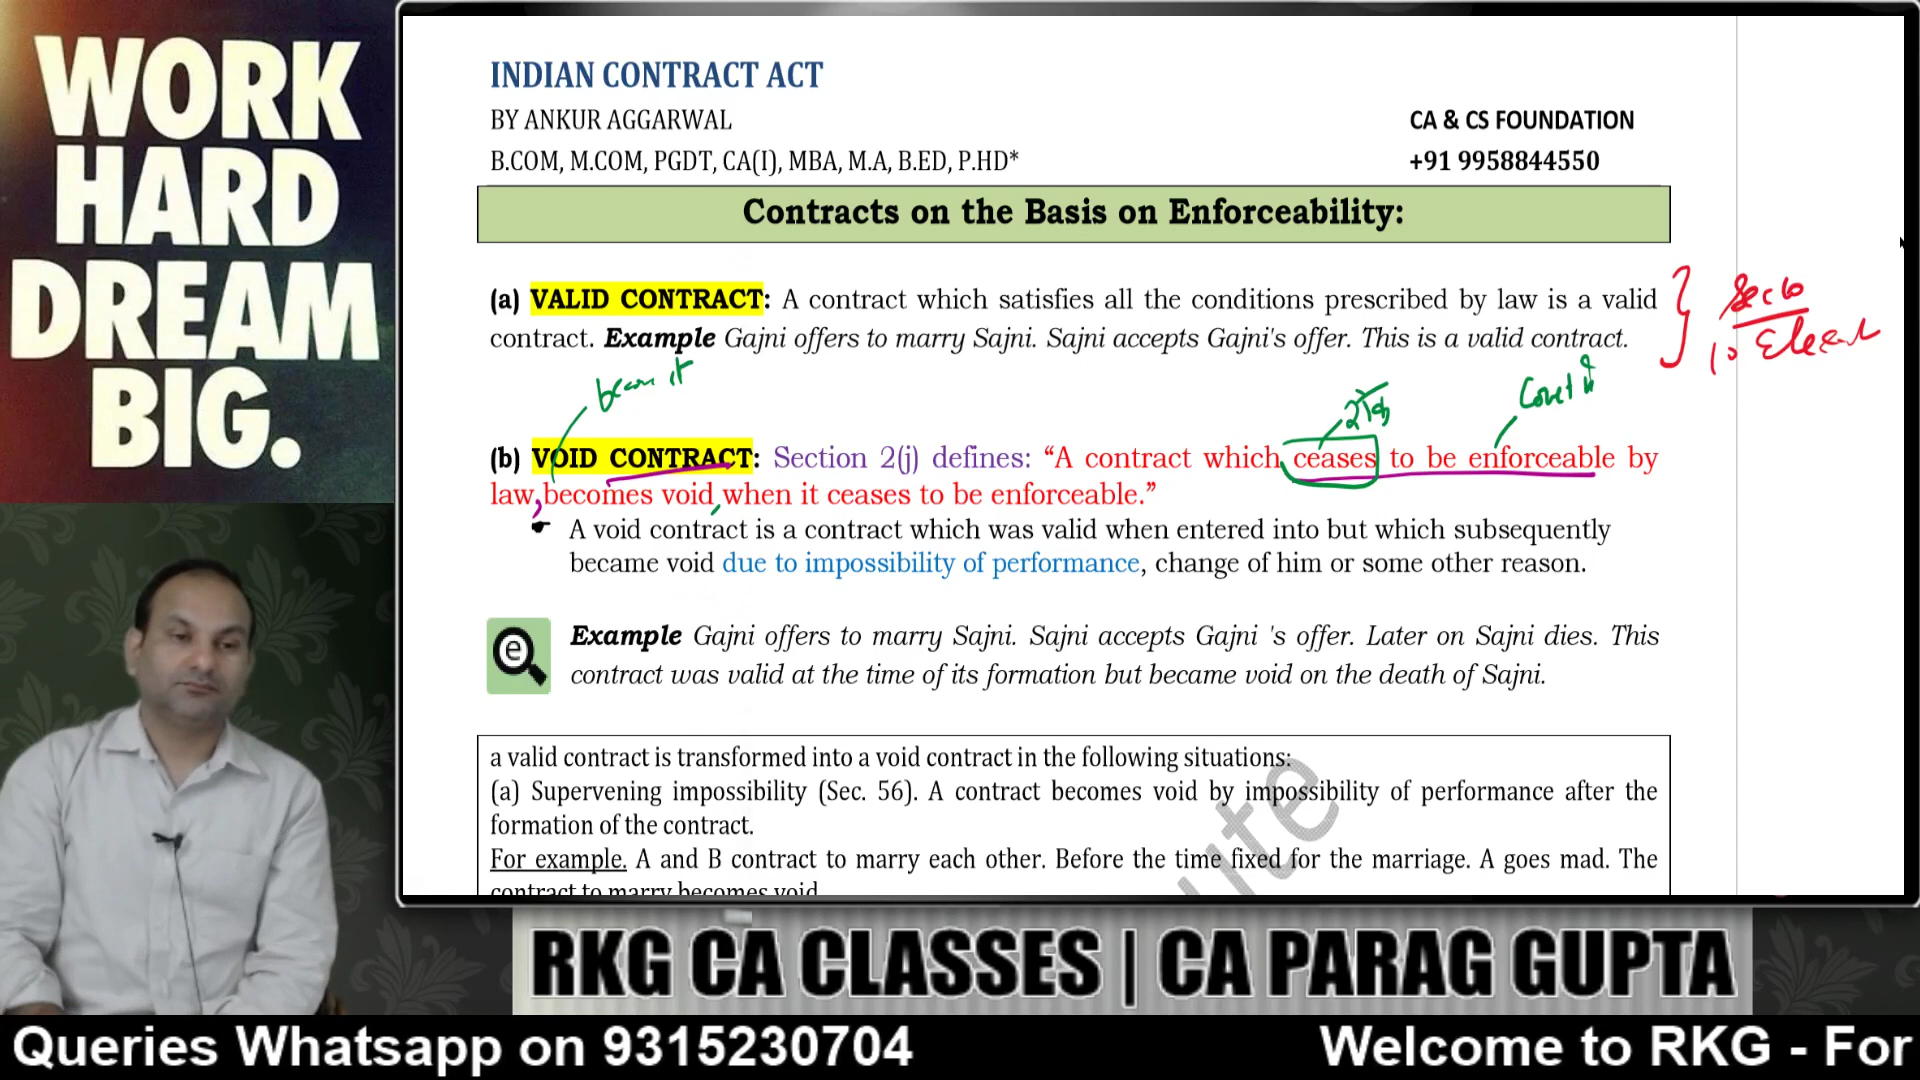 WORK
HARD
DREAM
BIG.
INDIAN CONTRACT ACT
BY ANKUR AGGARWAL
CA & CS FOUNDATION
B.COM, M.COM, PGDT, CA(I), MBA, M.A, B.ED, P.HD*
+91 9958844550
Contracts on the Basis on Enforceability:
(a) VALID CONTRACT: A contract which satisfies all the conditions prescribed by law is a valid
contract. Example Gajni offers to marry Sajni. Sajni accepts Gajni's offer. This is a valid contract.
(b) VOID CONTRACT: Section 2(j) defines: “A contract which ceases to be enforceable by
law, becomes void, when it ceases to be enforceable.”
A void contract is a contract which was valid when entered into but which subsequently
became void due to impossibility of performance, change of him or some other reason.
e
Example Gajni offers to marry Sajni. Sajni accepts Gajni 's offer. Later on Sajni dies. This
contract was valid at the time of its formation but became void on the death of Sajni.
a valid contract is transformed into a void contract in the following situations:
(a) Supervening impossibility (Sec. 56). A contract becomes void by impossibility of performance after the
formation of the contract.
For example. A and B contract to marry each other. Before the time fixed for the marriage. A goes mad. The
contract to marry becomes void
RKG CA CLASSES | CA PARAG GUPTA
Queries Whatsapp on 9315230704
Welcome to RKG - For